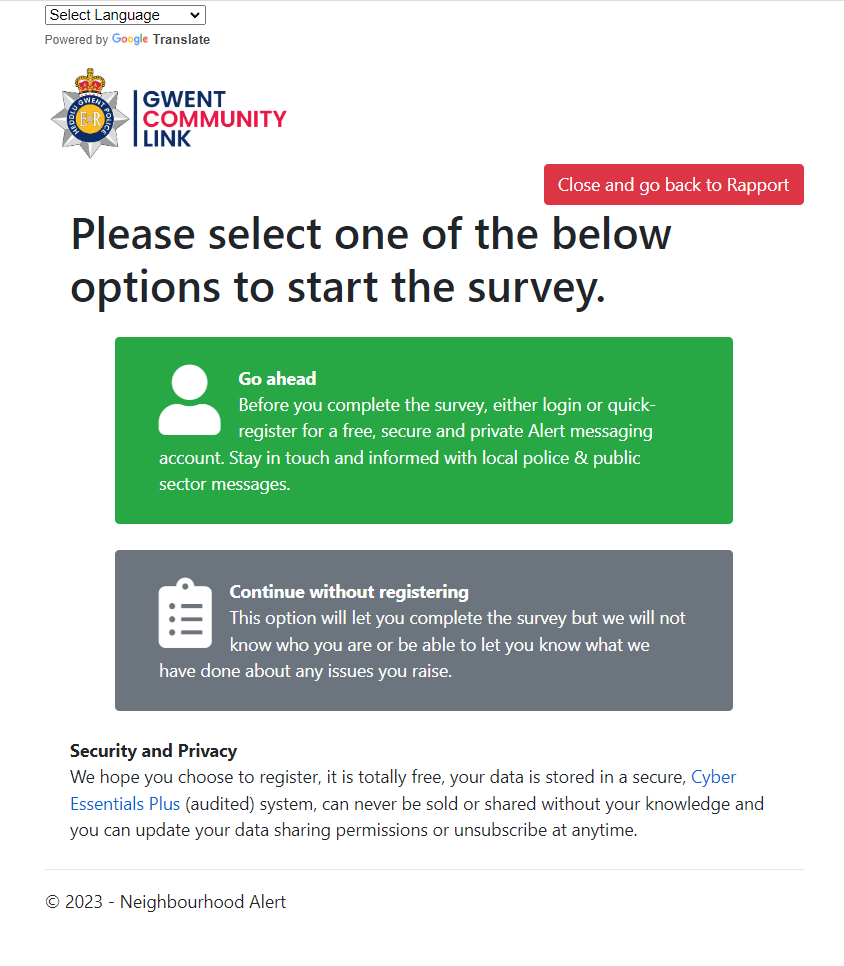 Select Language
Powered by Google Translate
HEDDLU GWENT POLICE
E R
GWENT
COMMUNITY
LINK
Close and go back to Rapport
Please select one of the below
options to start the survey.
Go ahead
Before you complete the survey, either login or quick-
register for a free, secure and private Alert messaging
account. Stay in touch and informed with local police & public
sector messages.
Continue without registering
This option will let you complete the survey but we will not
know who you are or be able to let you know what we
have done about any issues you raise.
Security and Privacy
We hope you choose to register, it is totally free, your data is stored in a secure, Cyber
Essentials Plus (audited) system, can never be sold or shared without your knowledge and
you can update your data sharing permissions or unsubscribe at anytime.
© 2023 - Neighbourhood Alert